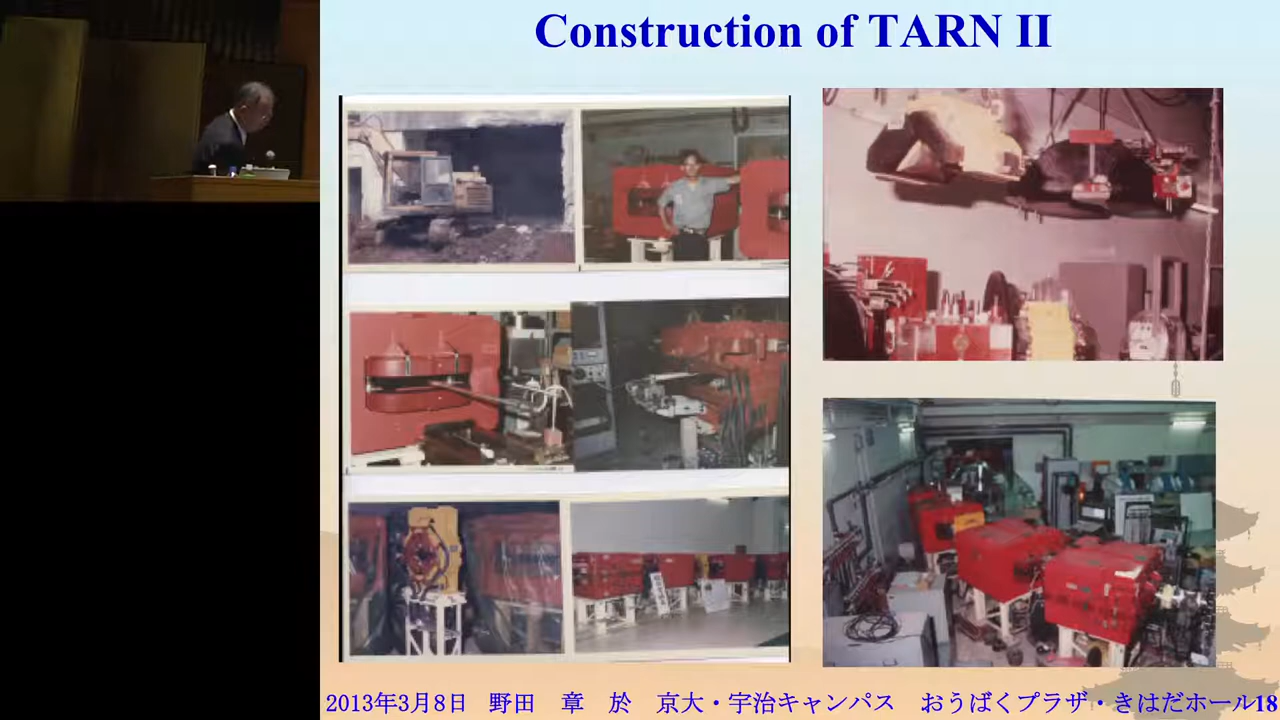 Construction of TARN II
2013年3月8日 野田 章 於 京大・宇治キャンパス おうばくプラザ・きはだホール18